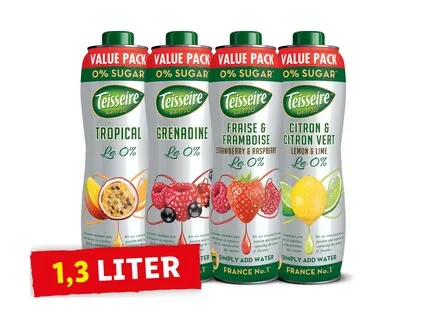 VALUE PACK
0% SUGAR*
Teisseire
TROPICAL
Le 0%
VALUE PACK
0% SUGAR*
Teisseire
GRENADINE
Le 0%
VALUE PACK
0% SUGAR*
Teisseire
FRAISE &
FRAMBOISE
STRAWBERRY & RASPBERRY
Le 0%
SIMPLY ADD WATER
FRANCE No.1
VALUE PACK
0% SUGAR*
Teisseire
CITRON &
CITRON VERT
LEMON & LIME
Le 0%
SIMPLY ADD WATER
FRANCE No.1
1,3 LITER